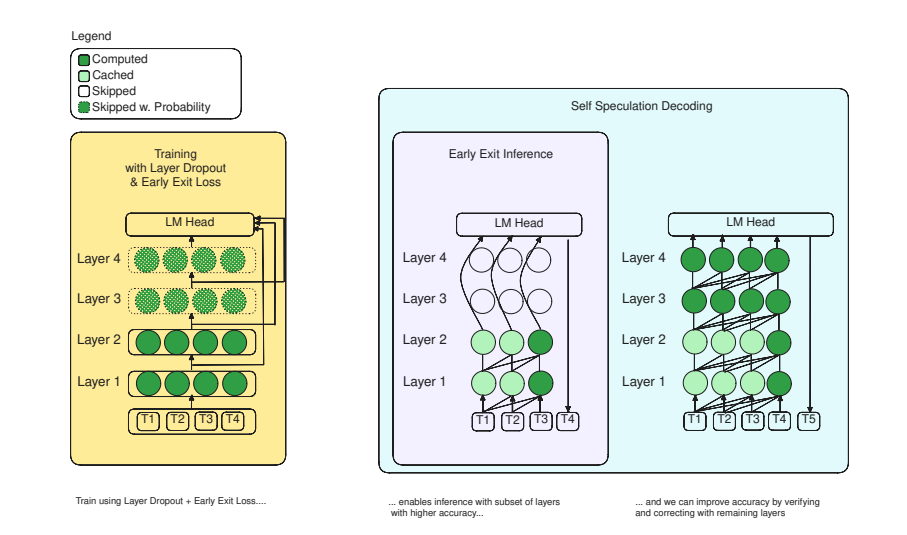 Legend
Computed
Cached
Skipped
Skipped w. Probability
Training
with Layer Dropout
& Early Exit Loss
LM Head
Layer 4
Layer 3
Layer 2
Layer 1
T1 T2 T3 T4
Train using Layer Dropout + Early Exit Loss....
Self Speculation Decoding
Early Exit Inference
LM Head
Layer 4
Layer 3
Layer 2
Layer 1
T1 T2 T3 T4
... enables inference with subset of layers
with higher accuracy...
LM Head
Layer 4
Layer 3
Layer 2
Layer 1
T1 T2 T3 T4 T5
... and we can improve accuracy by verifying
and correcting with remaining layers